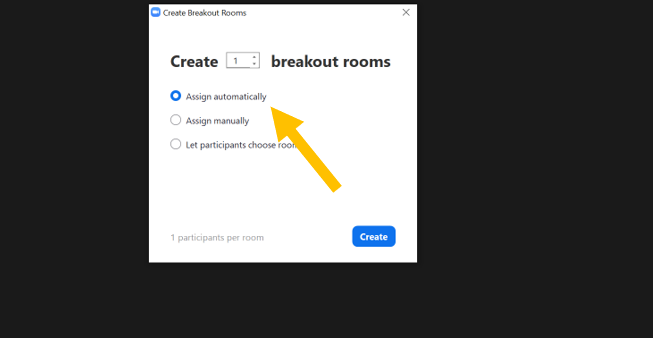 Create Breakout Rooms
Create 1 breakout rooms
Assign automatically
Assign manually
Let participants choose room
1 participants per room
Create